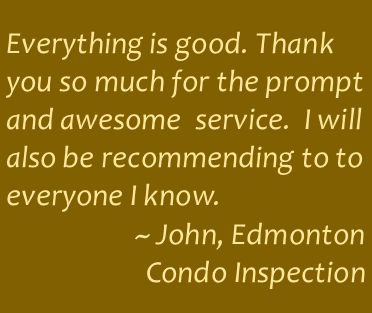 Everything is good. Thank
you so much for the prompt
and awesome  service.  I will
also be recommending to to
everyone I know.
~ John, Edmonton
Condo Inspection